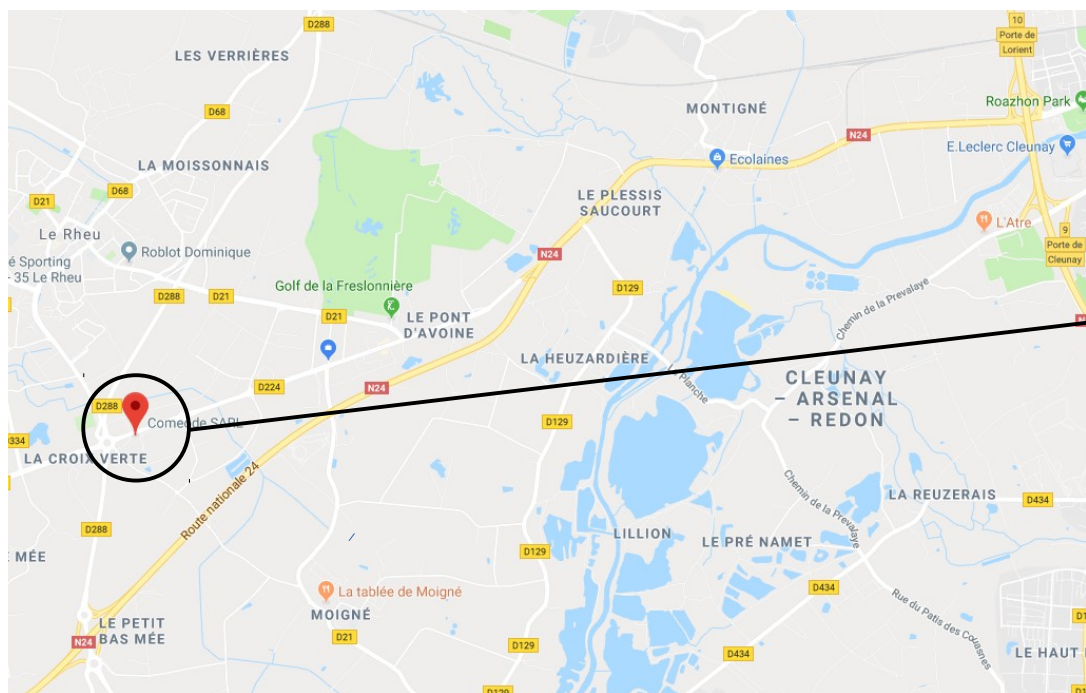 D288
10
Porte de
Lorient
LES VERRIÈRES
Roazhon Park
D68
MONTIGNÉ
N24
E.Leclerc Cleunay
Ecolaines
LA MOISSONNAIS
D68
D21
LE PLESSIS
SAUCOURT
L'Atre
9
Porte de
Cleunay
Le Rheu
Roblot Dominique
N24
é Sporting
- 35 Le Rheu
D288
D21
Golf de la Freslonnière
D129
Chemin de la Prevalaye
D21
LE PONT
D'AVOINE
LA HEUZARDIÈRE
Planche
CLEUNAY
– ARSENAL
– REDON
D224
N24
D288
D129
334
LA CROIX VERTE
Route nationale 24
Chemin de la Prevalaye
LA REUZERAIS
D434
D288
LILLION
LE PRÉ NAMET
D129
E MÉE
D434
La tablée de Moigné
MOIGNÉ
Rue du Patis des
LE PETIT
BAS MÉE
N24
D21
D434
LE HAUT
D129